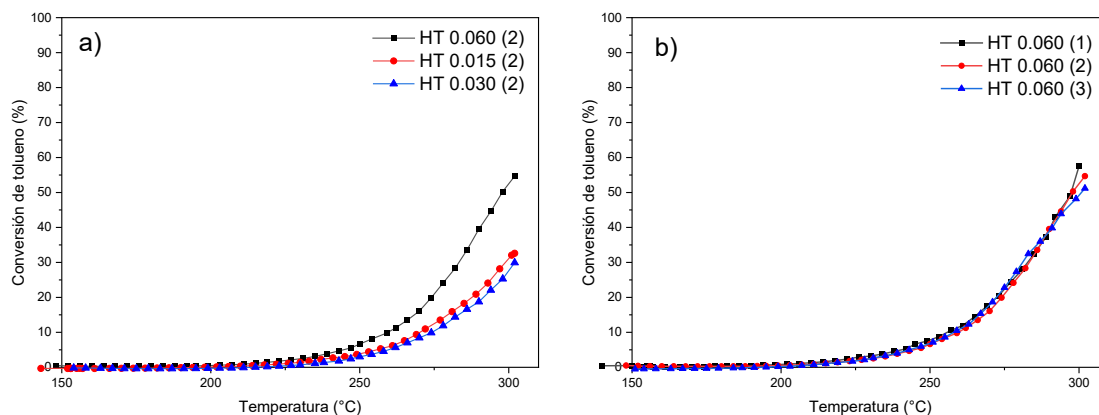 a)
HT 0.060 (2)
HT 0.015 (2)
HT 0.030 (2)
Conversión de tolueno (%)
100
90
80
70
60
50
40
30
20
10
0
150
200
250
300
Temperatura (°C)
b)
HT 0.060 (1)
HT 0.060 (2)
HT 0.060 (3)
Conversión de tolueno (%)
100
90
80
70
60
50
40
30
20
10
0
150
200
250
300
Temperatura (°C)